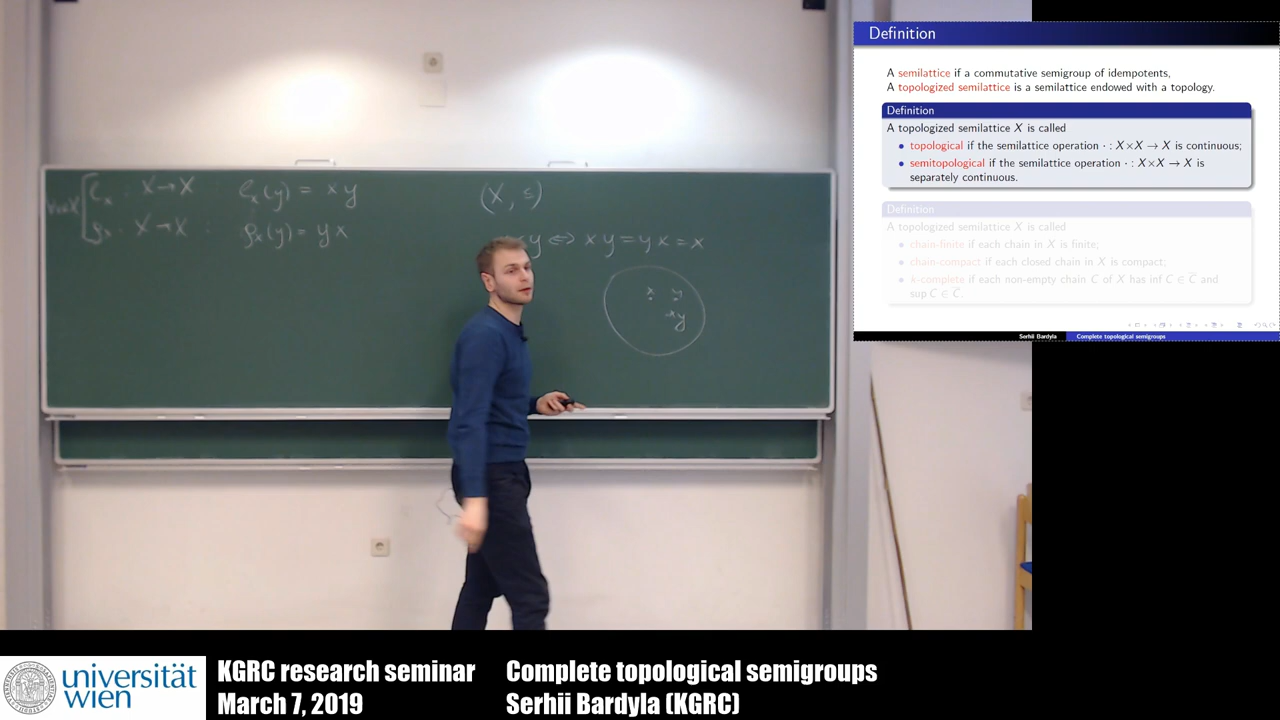 Definition
A semilattice if a commutative semigroup of idempotents,
A topologized semilattice is a semilattice endowed with a topology.
Definition
A topologized semilattice X is called
• topological if the semilattice operation · : X×X → X is continuous;
• semitopological if the semilattice operation · : X×X → X is
separately continuous.
Definition
A topologized semilattice X is called
• chain-finite if each chain in X is finite;
• chain-compact if each closed chain in X is compact;
• k-complete if each non-empty chain C of X has inf C ∈ C̅ and
sup C ∈ C̅.
Serhii Bardyla Complete topological semigroups
: X→X ℓₓ(y) = xy
: X→X : ρₓ(y) = yx
(X, ≤)
y ⇔ xy = yx = x
x y
xy
universität
wien
KGRC research seminar
March 7, 2019
Complete topological semigroups
Serhii Bardyla (KGRC)